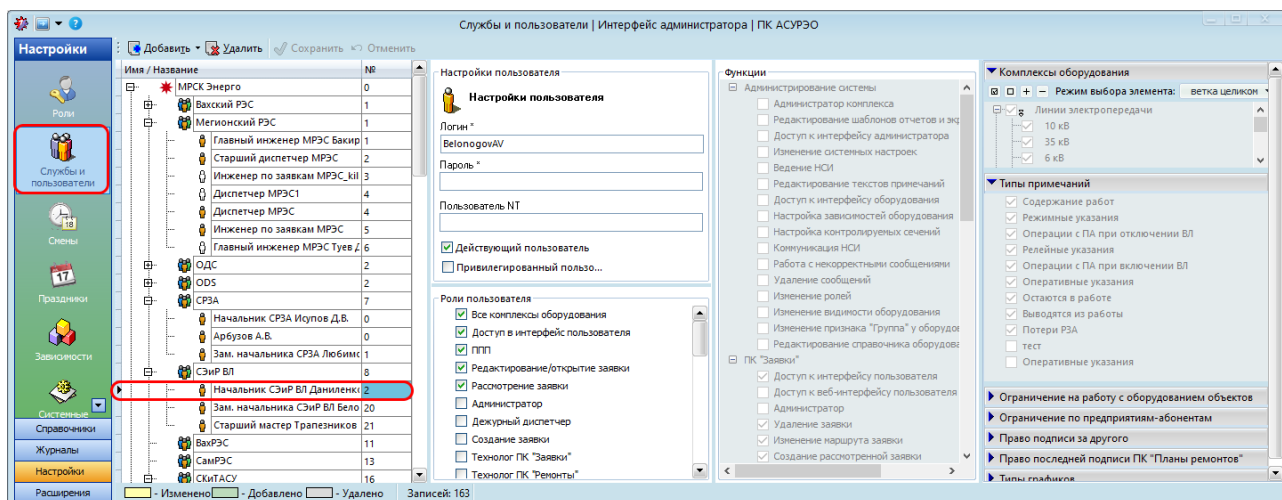 Службы и пользователи | Интерфейс администратора | ПК АСУРЭО
Настройки
Добавить Удалить Сохранить Отменить
Роли
Службы и пользователи
Смены
Праздники
Зависимости
Системные
Справочники
Журналы
Настройки
Расширения
Имя / Название №
МРСК Энерго 0
Вахский РЭС 1
Мегионский РЭС 1
Главный инженер МРЭС Бакир 1
Старший диспетчер МРЭС 2
Инженер по заявкам МРЭС_kil 3
Диспетчер МРЭС1 4
Диспетчер МРЭС 4
Инженер по заявкам МРЭС 5
Главный инженер МРЭС Туев 6
ОДС 2
ODS 2
СРЗА 7
Начальник СРЗА Исупов Д.В. 0
Арбузов А.В. 0
Зам. начальника СРЗА Любимс 1
СЭиР ВЛ 8
Начальник СЭиР ВЛ Даниленкс 2
Зам. начальника СЭиР ВЛ Бело 20
Старший мастер Трапезников 21
ВахРЭС 11
СамРЭС 13
СКиТАСУ 16
- Изменено - Добавлено - Удалено Записей: 163
Настройки пользователя
Настройки пользователя
Логин *
BelonogovAV
Пароль *
Пользователь NT
Действующий пользователь
Привилегированный пользо...
Роли пользователя
Все комплексы оборудования
Доступ в интерфейс пользователя
ППП
Редактирование/открытие заявки
Рассмотрение заявки
Администратор
Дежурный диспетчер
Создание заявки
Технолог ПК "Заявки"
Технолог ПК "Ремонты"
Функции
Администрирование системы
Администратор комплекса
Редактирование шаблонов отчетов и экр
Доступ к интерфейсу администратора
Изменение системных настроек
Ведение НСИ
Редактирование текстов примечаний
Доступ к интерфейсу оборудования
Настройка зависимостей оборудования
Настройка контролируемых сечений
Коммуникация НСИ
Работа с некорректными сообщениями
Удаление сообщений
Изменение ролей
Изменение видимости оборудования
Изменение признака "Группа" у оборудов
Редактирование справочника оборудова
ПК "Заявки"
Доступ к интерфейсу пользователя
Доступ к веб-интерфейсу пользователя
Администратор
Удаление заявки
Изменение маршрута заявки
Создание рассмотренной заявки
Комплексы оборудования
Режим выбора элемента: ветка целиком
Линии электропередачи
10 кВ
35 кВ
6 кВ
Типы примечаний
Содержание работ
Режимные указания
Операции с ПА при отключении ВЛ
Релейные указания
Операции с ПА при включении ВЛ
Оперативные указания
Остаются в работе
Выводятся из работы
Потери РЗА
тест
Оперативные указания
Ограничение на работу с оборудованием объектов
Ограничение по предприятиям-абонентам
Право подписи за другого
Право последней подписи ПК "Планы ремонтов"
Типы графиков